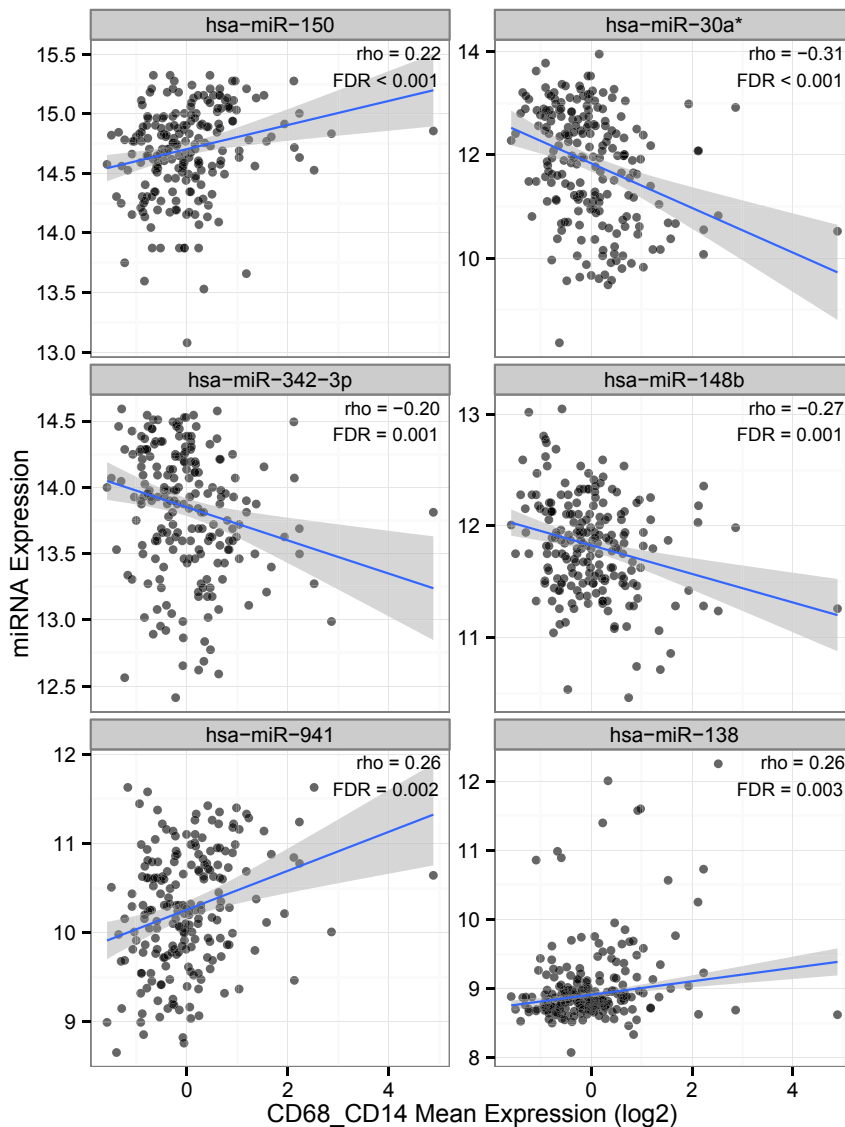 hsa−miR−150
hsa−miR−30a*
rho = 0.22
FDR < 0.001
15.5
15.0
14.5
14.0
13.5
13.0
rho = −0.31
FDR < 0.001
14
12
10
hsa−miR−342−3p
hsa−miR−148b
rho = −0.20
FDR = 0.001
14.5
14.0
13.5
13.0
12.5
rho = −0.27
FDR = 0.001
13
12
11
miRNA Expression
hsa−miR−941
hsa−miR−138
rho = 0.26
FDR = 0.002
12
11
10
9
rho = 0.26
FDR = 0.003
12
11
10
9
8
0 2 4
0 2 4
CD68_CD14 Mean Expression (log2)